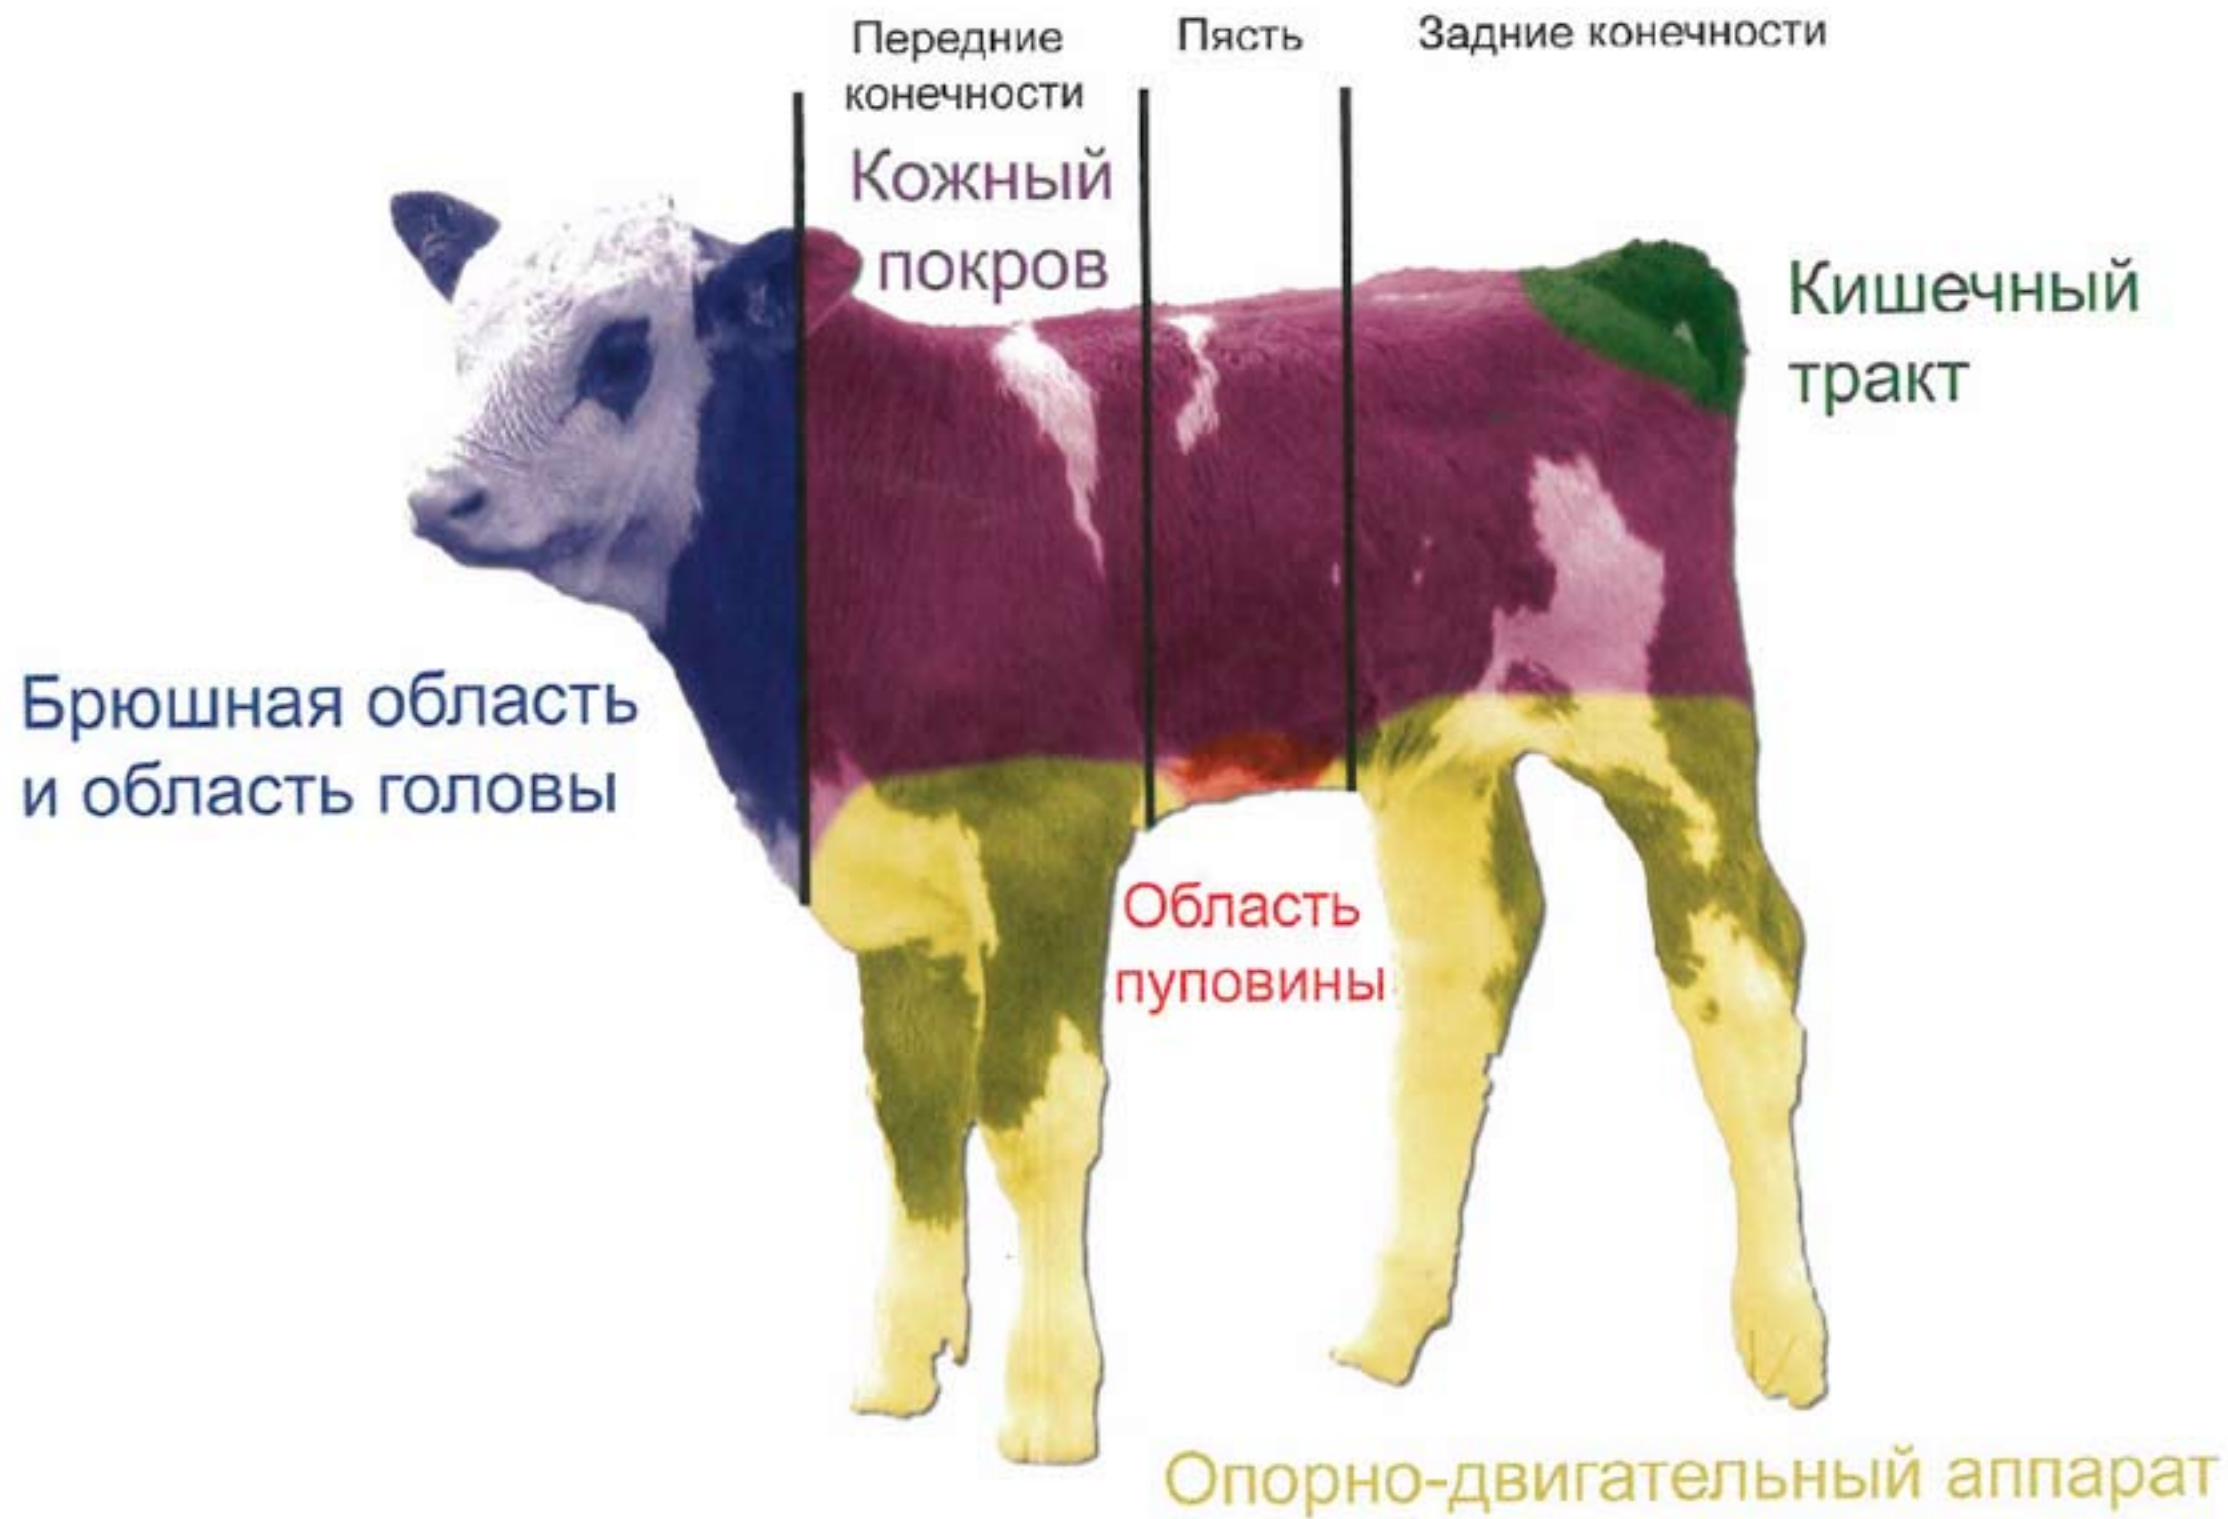 Передние
конечности
Пясть
Задние конечности
Кожный
покров
Кишечный
тракт
Брюшная область
и область головы
Область
пуповины
Опорно-двигательный аппарат